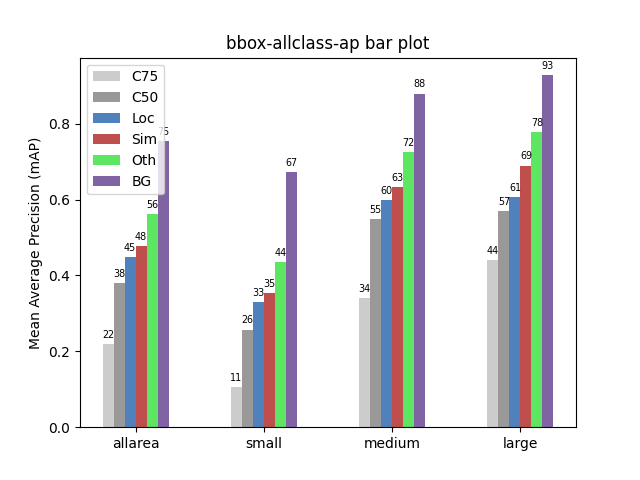 bbox-allclass-ap bar plot
Mean Average Precision (mAP)
0.8
0.6
0.4
0.2
0.0
C75
C50
Loc
Sim
Oth
BG
22
38
45
48
56
75
11
26
33
35
44
67
34
55
60
63
72
88
44
57
61
69
78
93
allarea
small
medium
large